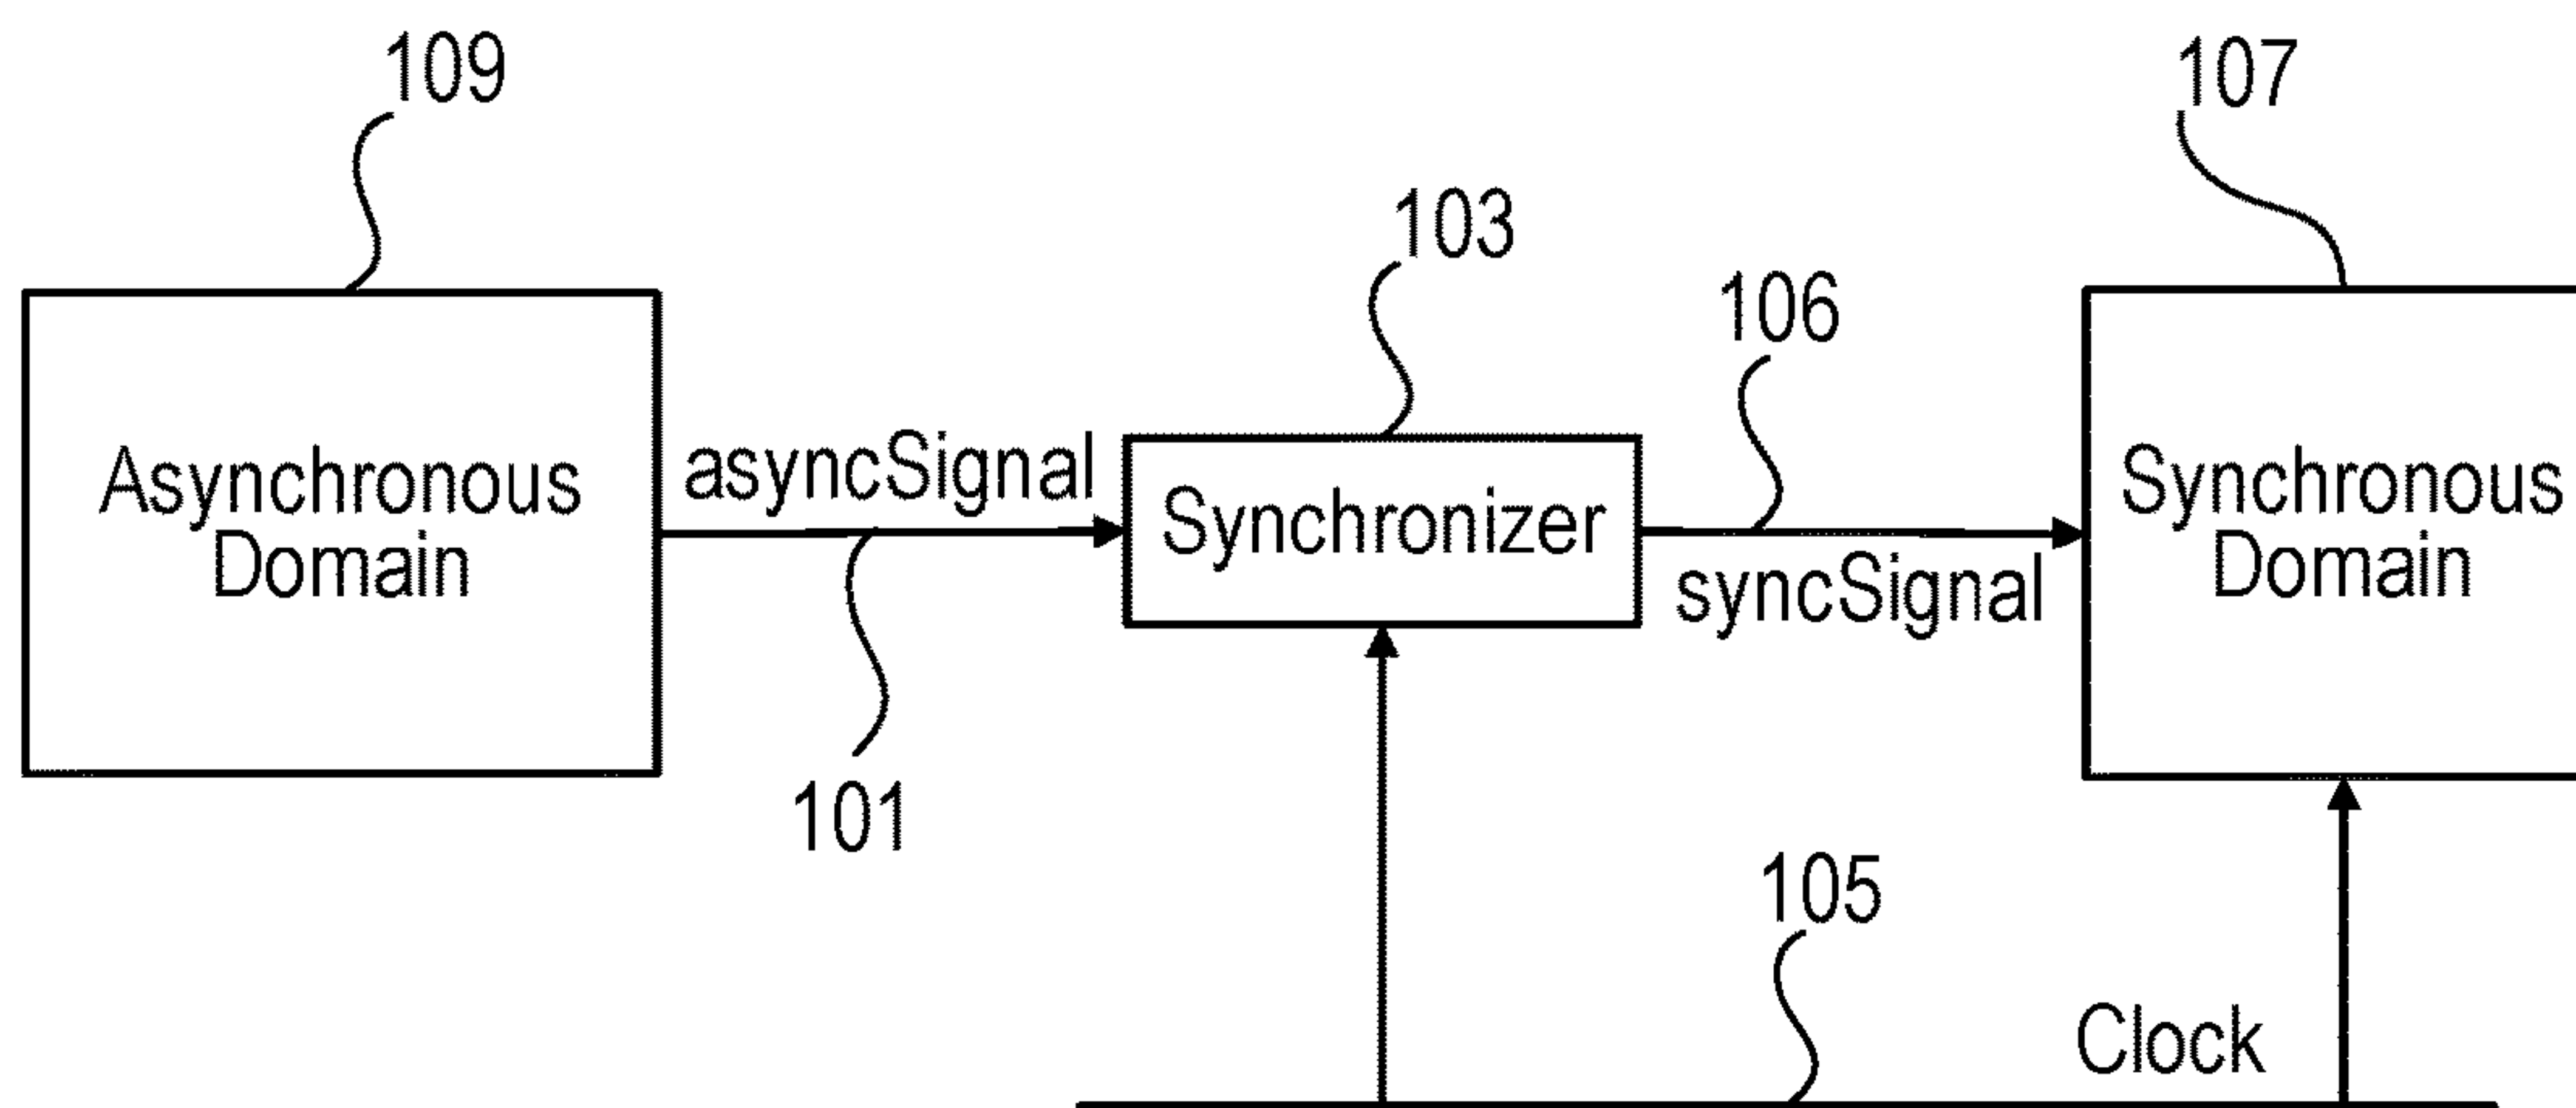 109
107
103
106
Asynchronous
Domain
asyncSignal
Synchronizer
syncSignal
Synchronous
Domain
101
105
Clock